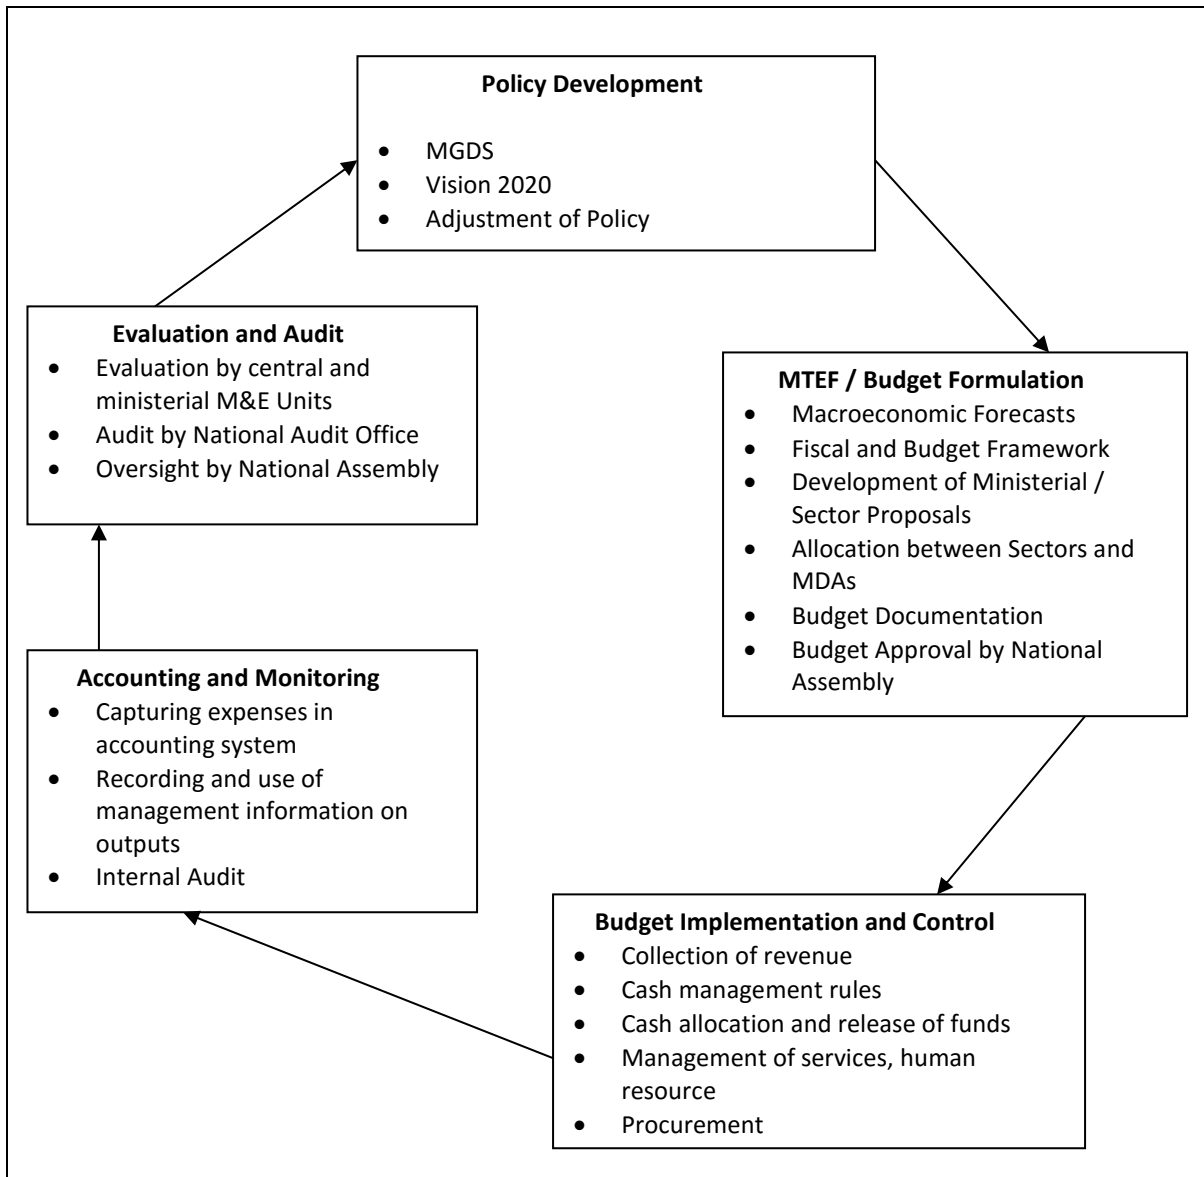 Policy Development
• MGDS
• Vision 2020
• Adjustment of Policy
Evaluation and Audit
• Evaluation by central and
ministerial M&E Units
• Audit by National Audit Office
• Oversight by National Assembly
MTEF / Budget Formulation
• Macroeconomic Forecasts
• Fiscal and Budget Framework
• Development of Ministerial /
Sector Proposals
• Allocation between Sectors and
MDAs
• Budget Documentation
• Budget Approval by National
Assembly
Accounting and Monitoring
• Capturing expenses in
accounting system
• Recording and use of
management information on
outputs
• Internal Audit
Budget Implementation and Control
• Collection of revenue
• Cash management rules
• Cash allocation and release of funds
• Management of services, human
resource
• Procurement